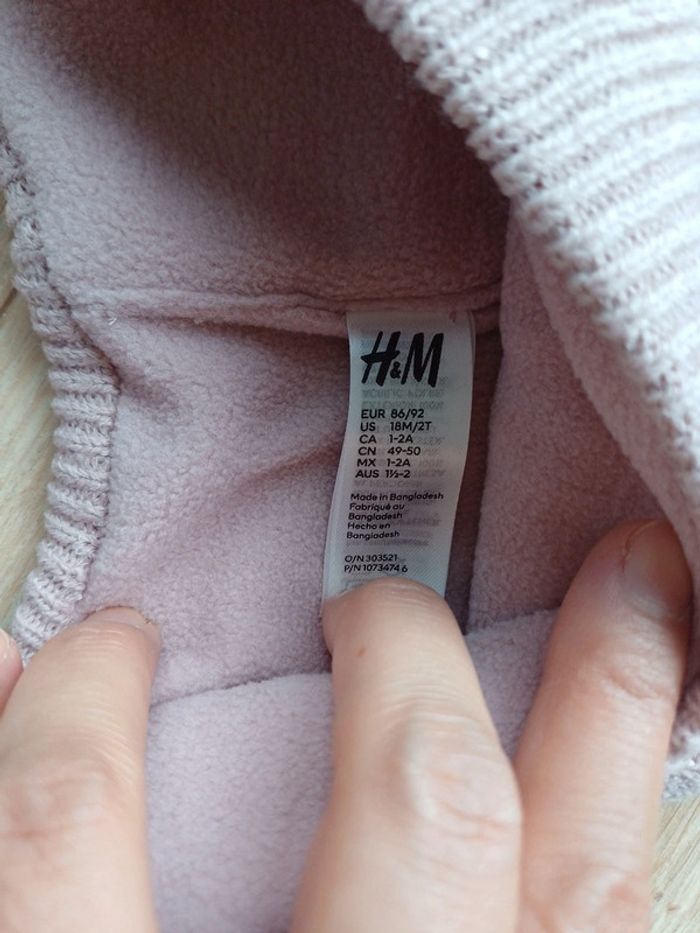 H&M
EUR 86/92
US 18M/2T
CA 1-2A
CN 49-50
MX 1-2A
AUS 1½-2
Made in Bangladesh
Fabriqué au
Bangladesh
Hecho en
Bangladesh
O/N 303521
P/N 1073474 6